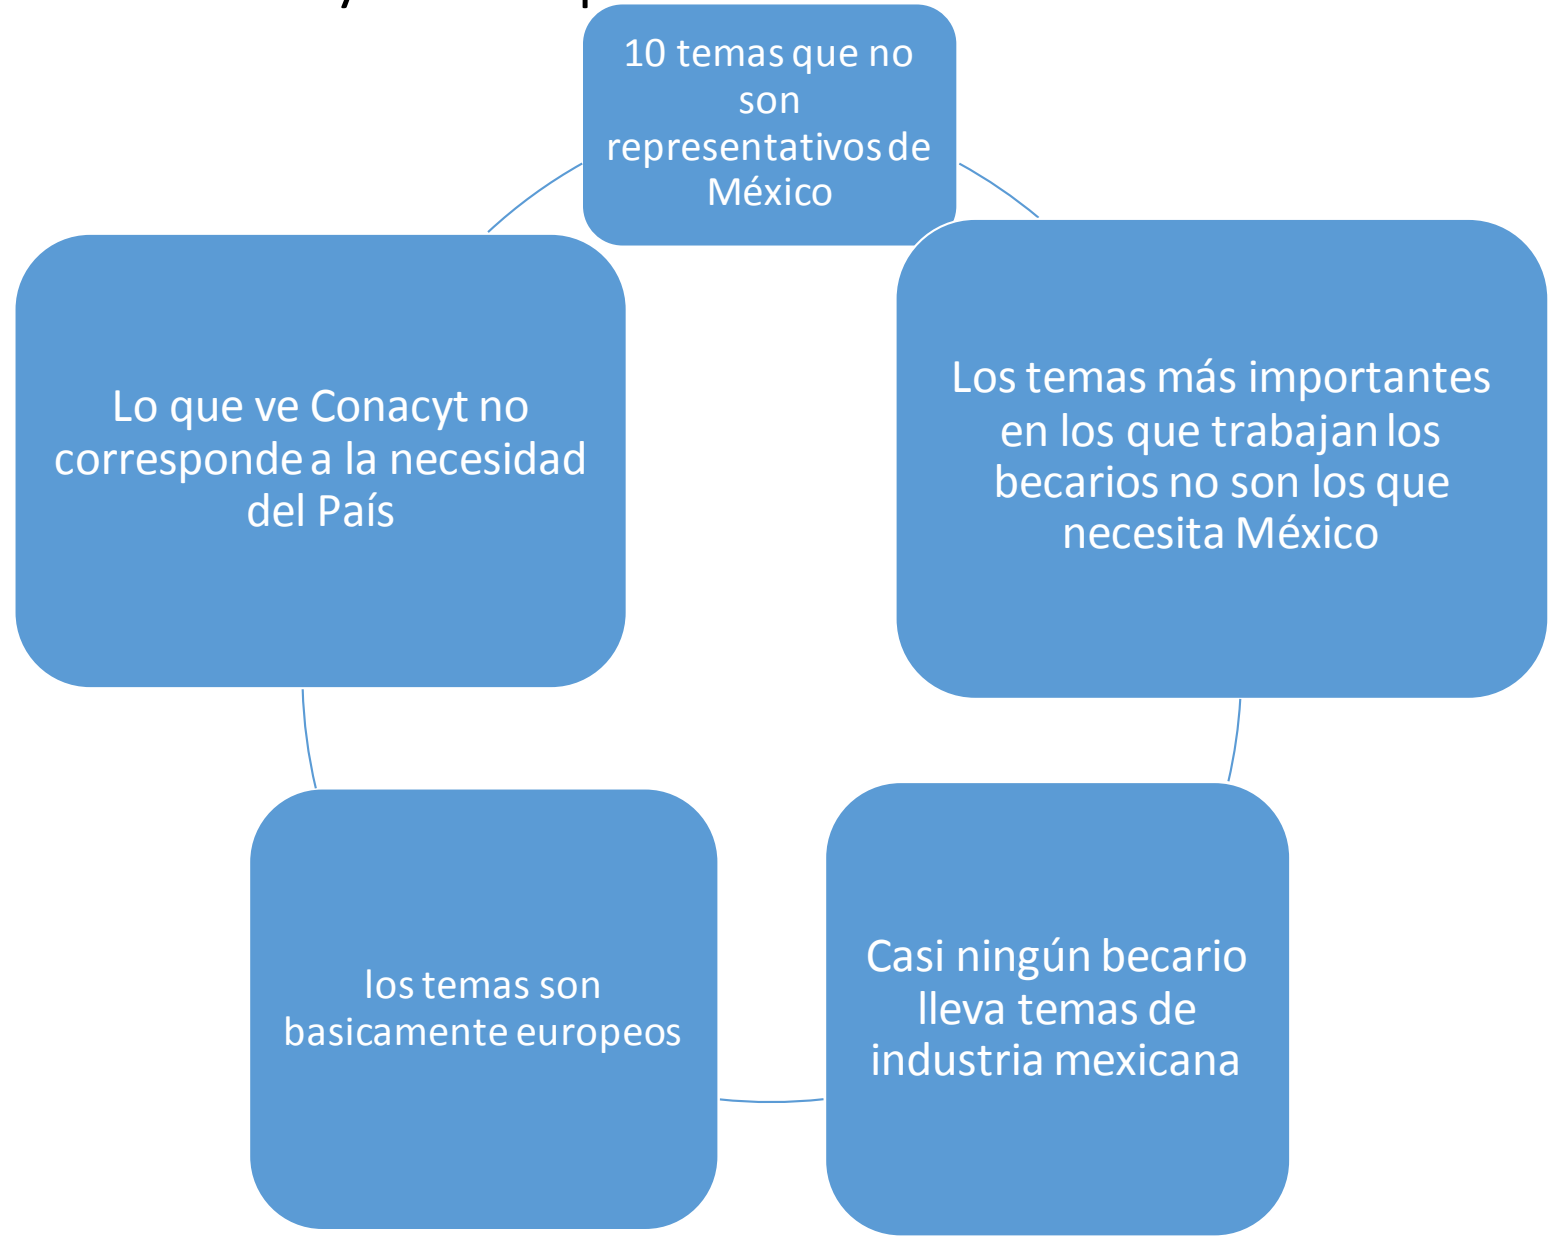 10 temas que no
son
representativos de
México
Los temas más importantes
en los que trabajan los
becarios no son los que
necesita México
Casi ningún becario
lleva temas de
industria mexicana
los temas son
basicamente europeos
Lo que ve Conacyt no
corresponde a la necesidad
del País